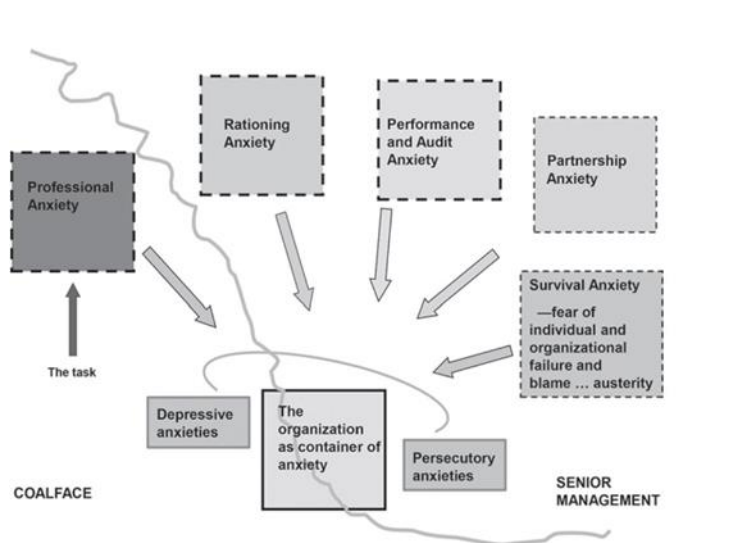 Rationing
Anxiety
Performance
and Audit
Anxiety
Partnership
Anxiety
Professional
Anxiety
Survival Anxiety
—fear of
individual and
organizational
failure and
blame ... austerity
The task
Depressive
anxieties
The
organization
as container of
anxiety
Persecutory
anxieties
COALFACE
SENIOR
MANAGEMENT